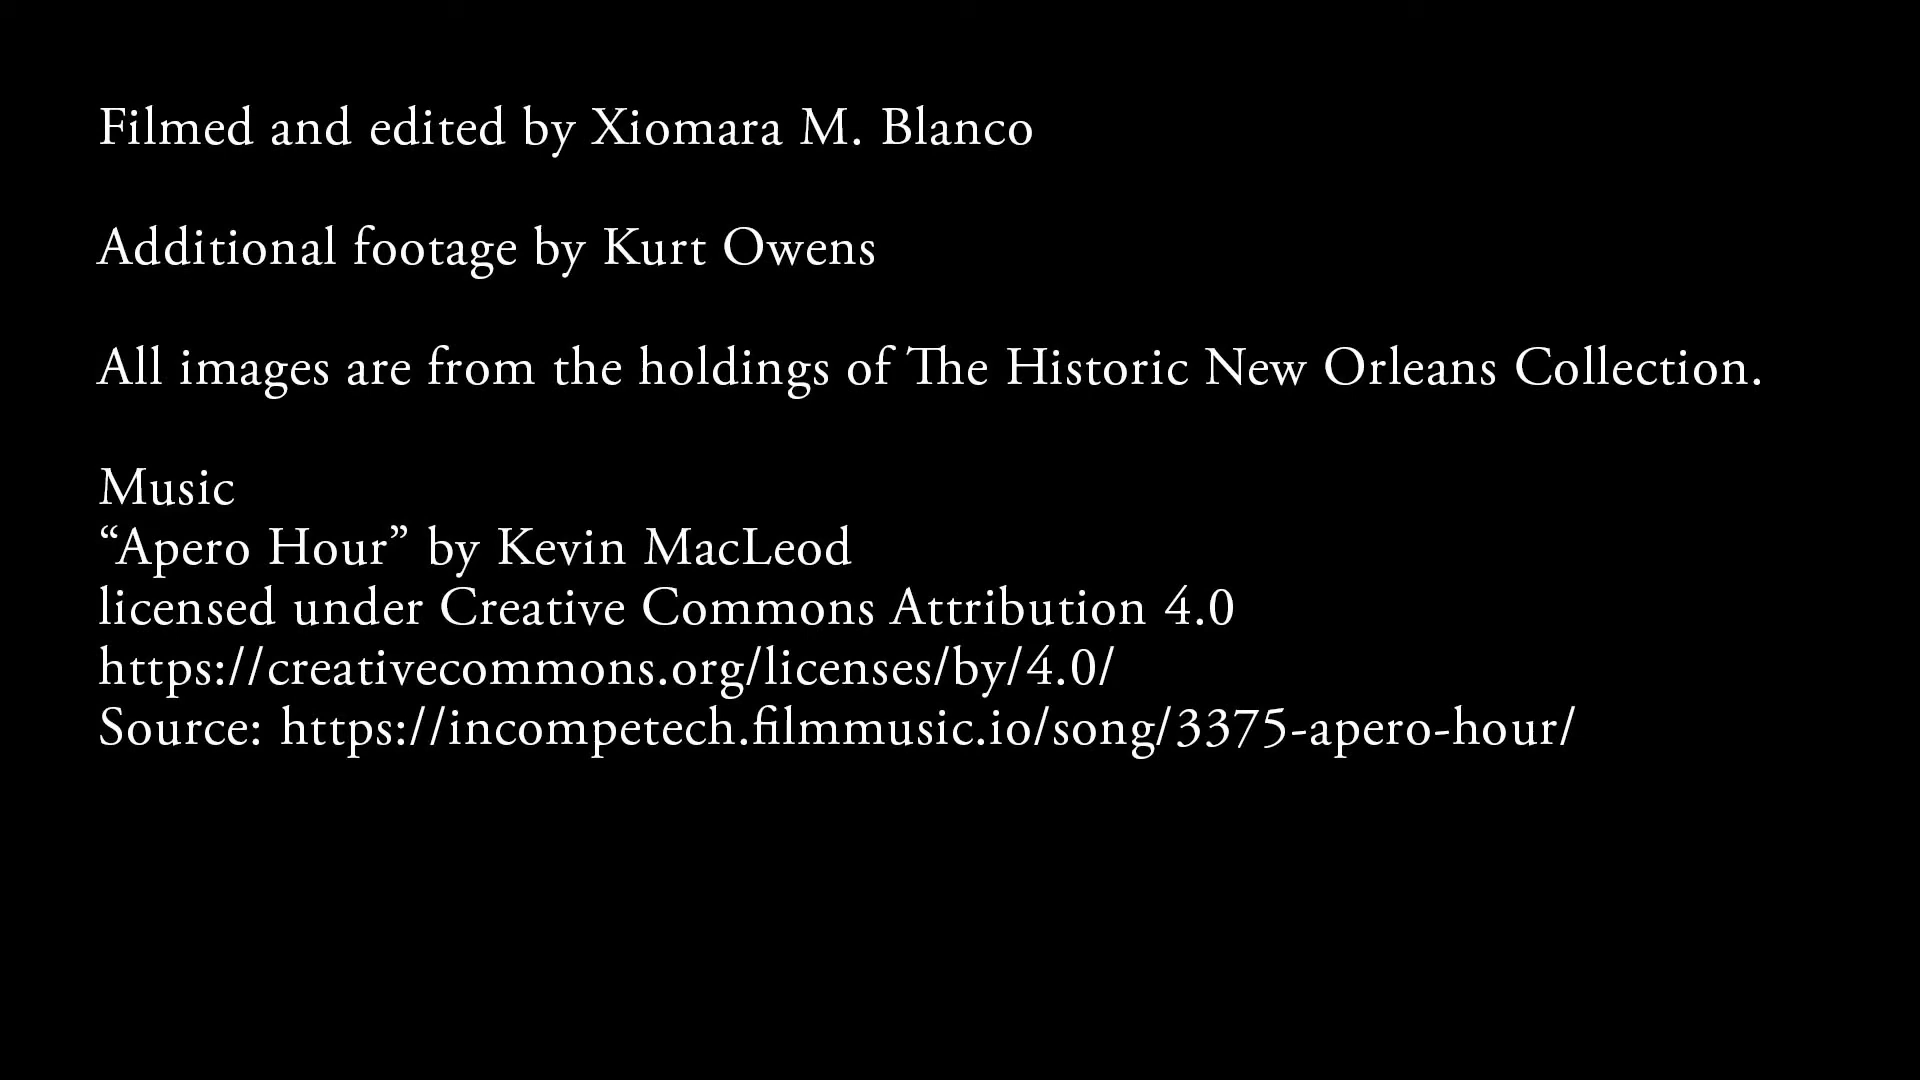 Filmed and edited by Xiomara M. Blanco
Additional footage by Kurt Owens
All images are from the holdings of The Historic New Orleans Collection.
Music
“Apero Hour” by Kevin MacLeod
licensed under Creative Commons Attribution 4.0
https://creativecommons.org/licenses/by/4.0/
Source: https://incompetech.filmmusic.io/song/3375-apero-hour/